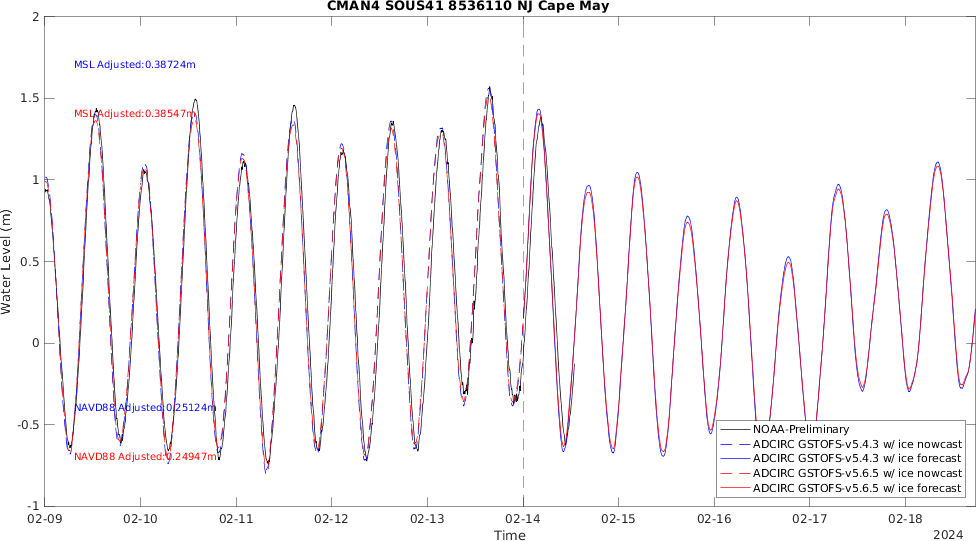 CMAN4 SOUS41 8536110 NJ Cape May
2
1.5
1
0.5
0
-0.5
-1
Water Level (m)
MSL Adjusted:0.38724m
MSL Adjusted:0.38547m
NAVD88 Adjusted:0.25124m
NAVD88 Adjusted:0.24947m
NOAA-Preliminary
ADCIRC GSTOFS-v5.4.3 w/ ice nowcast
ADCIRC GSTOFS-v5.4.3 w/ ice forecast
ADCIRC GSTOFS-v5.6.5 w/ ice nowcast
ADCIRC GSTOFS-v5.6.5 w/ ice forecast
02-09 02-10 02-11 02-12 02-13 02-14 02-15 02-16 02-17 02-18
Time
2024